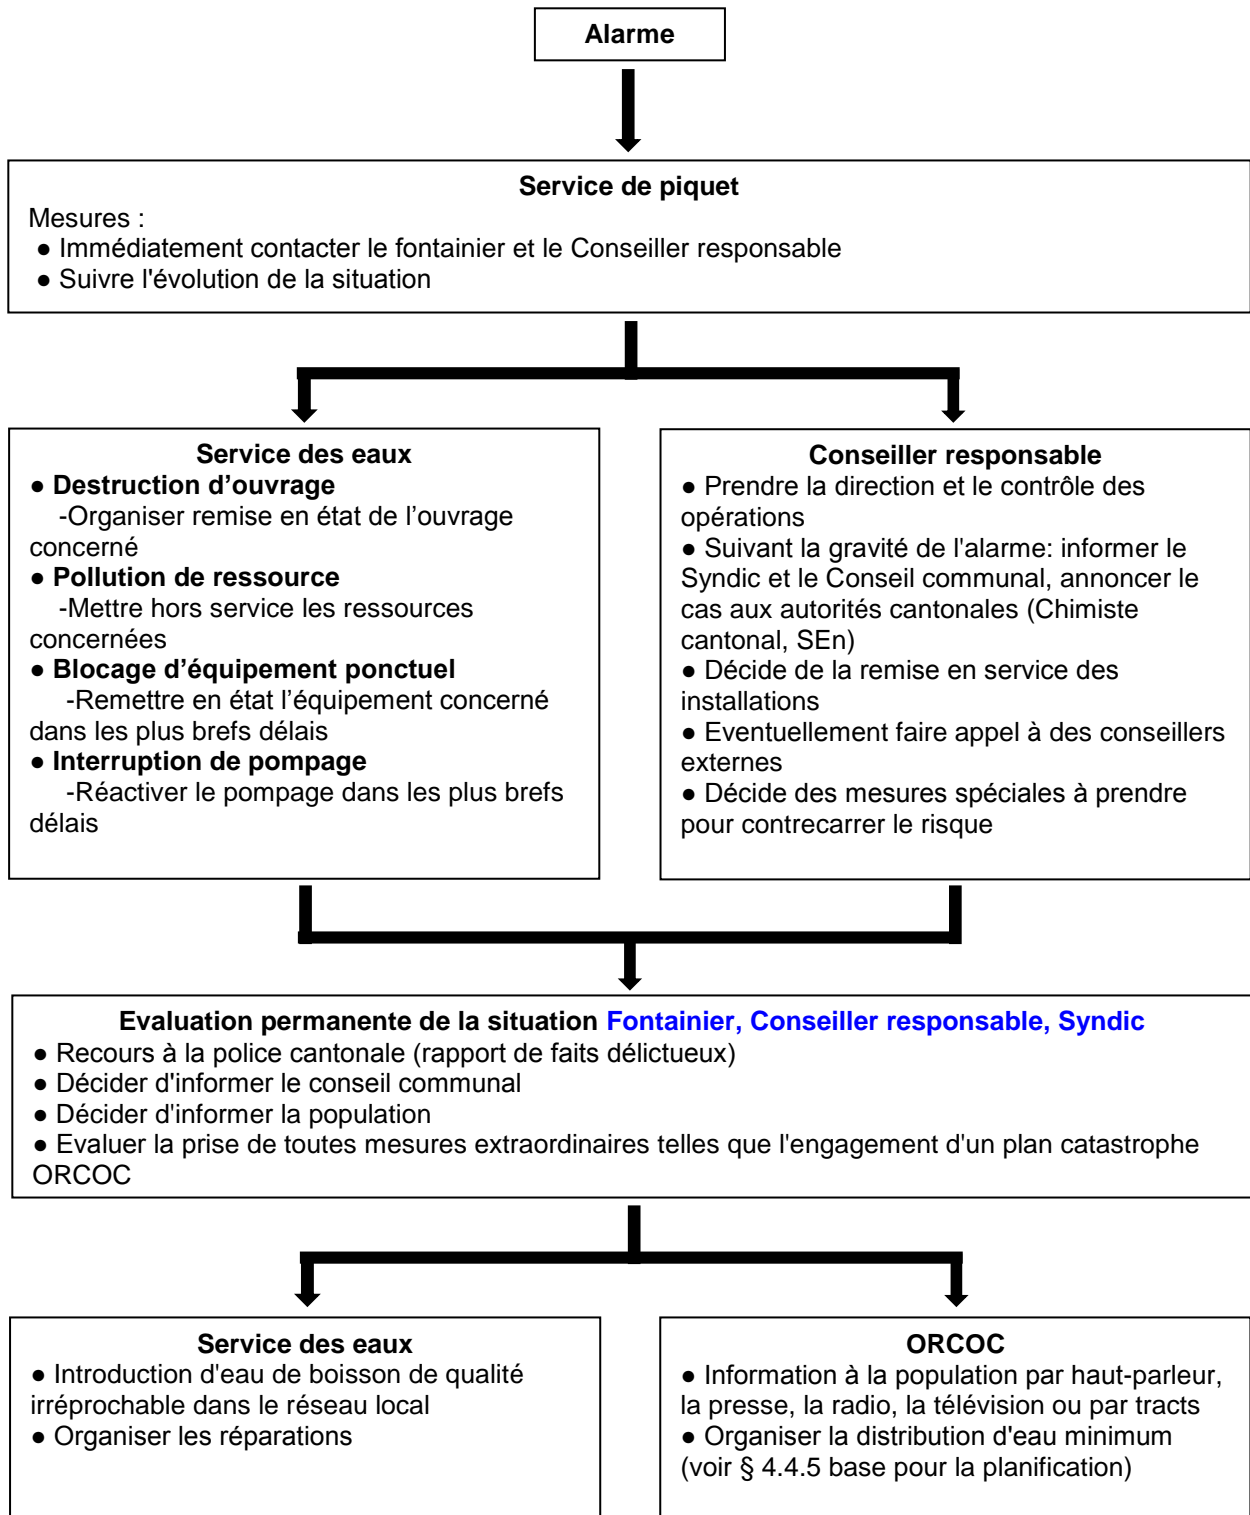 Alarme
Service de piquet
Mesures :
● Immédiatement contacter le fontainier et le Conseiller responsable
● Suivre l'évolution de la situation
Service des eaux
● Destruction d’ouvrage
-Organiser remise en état de l’ouvrage
concerné
● Pollution de ressource
-Mettre hors service les ressources
concernées
● Blocage d’équipement ponctuel
-Remettre en état l’équipement concerné
dans les plus brefs délais
● Interruption de pompage
-Réactiver le pompage dans les plus brefs
délais
Conseiller responsable
● Prendre la direction et le contrôle des
opérations
● Suivant la gravité de l'alarme: informer le
Syndic et le Conseil communal, annoncer le
cas aux autorités cantonales (Chimiste
cantonal, SEn)
● Décide de la remise en service des
installations
● Eventuellement faire appel à des conseillers
externes
● Décide des mesures spéciales à prendre
pour contrecarrer le risque
Evaluation permanente de la situation Fontainier, Conseiller responsable, Syndic
● Recours à la police cantonale (rapport de faits délictueux)
● Décider d'informer le conseil communal
● Décider d'informer la population
● Evaluer la prise de toutes mesures extraordinaires telles que l'engagement d'un plan catastrophe
ORCOC
Service des eaux
● Introduction d'eau de boisson de qualité
irréprochable dans le réseau local
● Organiser les réparations
ORCOC
● Information à la population par haut-parleur,
la presse, la radio, la télévision ou par tracts
● Organiser la distribution d'eau minimum
(voir § 4.4.5 base pour la planification)